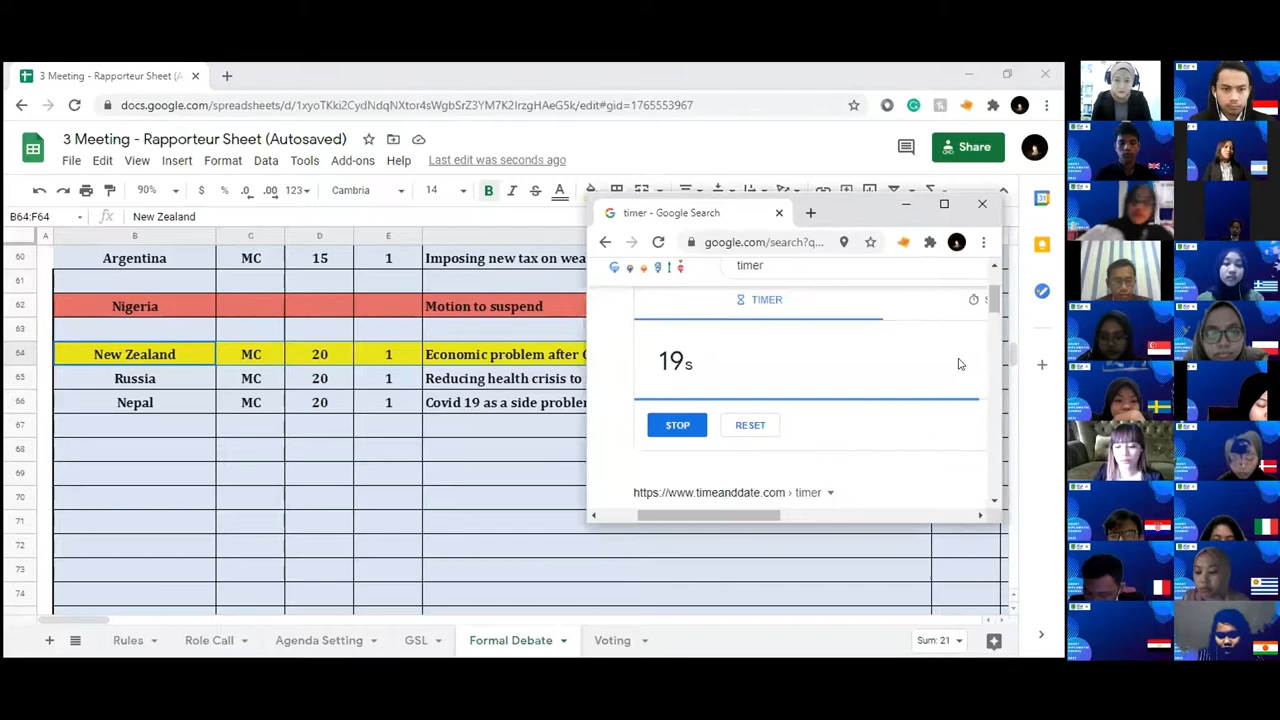 3 Meeting - Rapporteur Sheet (A
docs.google.com/spreadsheets/d/1xyoTKki2CydNdqNXtor4sWgbSrZ3YM7K2IrzgHAeG5k/edit#gid=1765553967
3 Meeting - Rapporteur Sheet (Autosaved)
File Edit View Insert Format Data Tools Add-ons Help Last edit was seconds ago
Share
90% $ % .0 .00 123 Cambria 14 B I S A
B64:F64 fx New Zealand
A B C D E
60 Argentina MC 15 1 Imposing new tax on wea
61
62 Nigeria Motion to suspend
63
64 New Zealand MC 20 1 Economic problem after
65 Russia MC 20 1 Reducing health crisis to
66 Nepal MC 20 1 Covid 19 as a side problem
67
68
69
70
71
72
73
74
timer - Google Search
google.com/search?q...
timer
TIMER
19s
STOP RESET
https://www.timeanddate.com › timer
Rules Role Call Agenda Setting GSL Formal Debate Voting Sum: 21